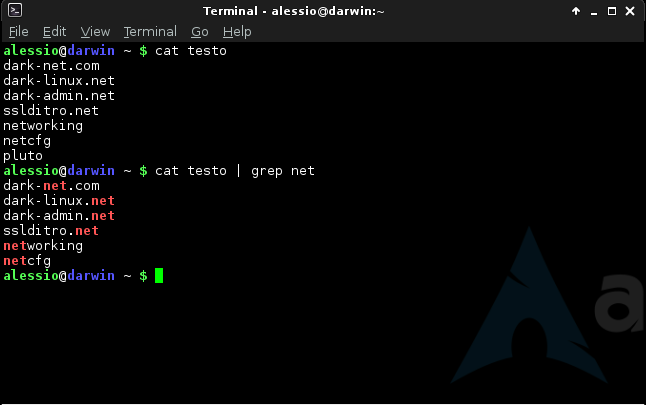 Terminal - alessio@darwin:~
File Edit View Terminal Go Help
alessio@darwin ~ $ cat testo
dark-net.com
dark-linux.net
dark-admin.net
sslditro.net
networking
netcfg
pluto
alessio@darwin ~ $ cat testo | grep net
dark-net.com
dark-linux.net
dark-admin.net
sslditro.net
networking
netcfg
alessio@darwin ~ $
a